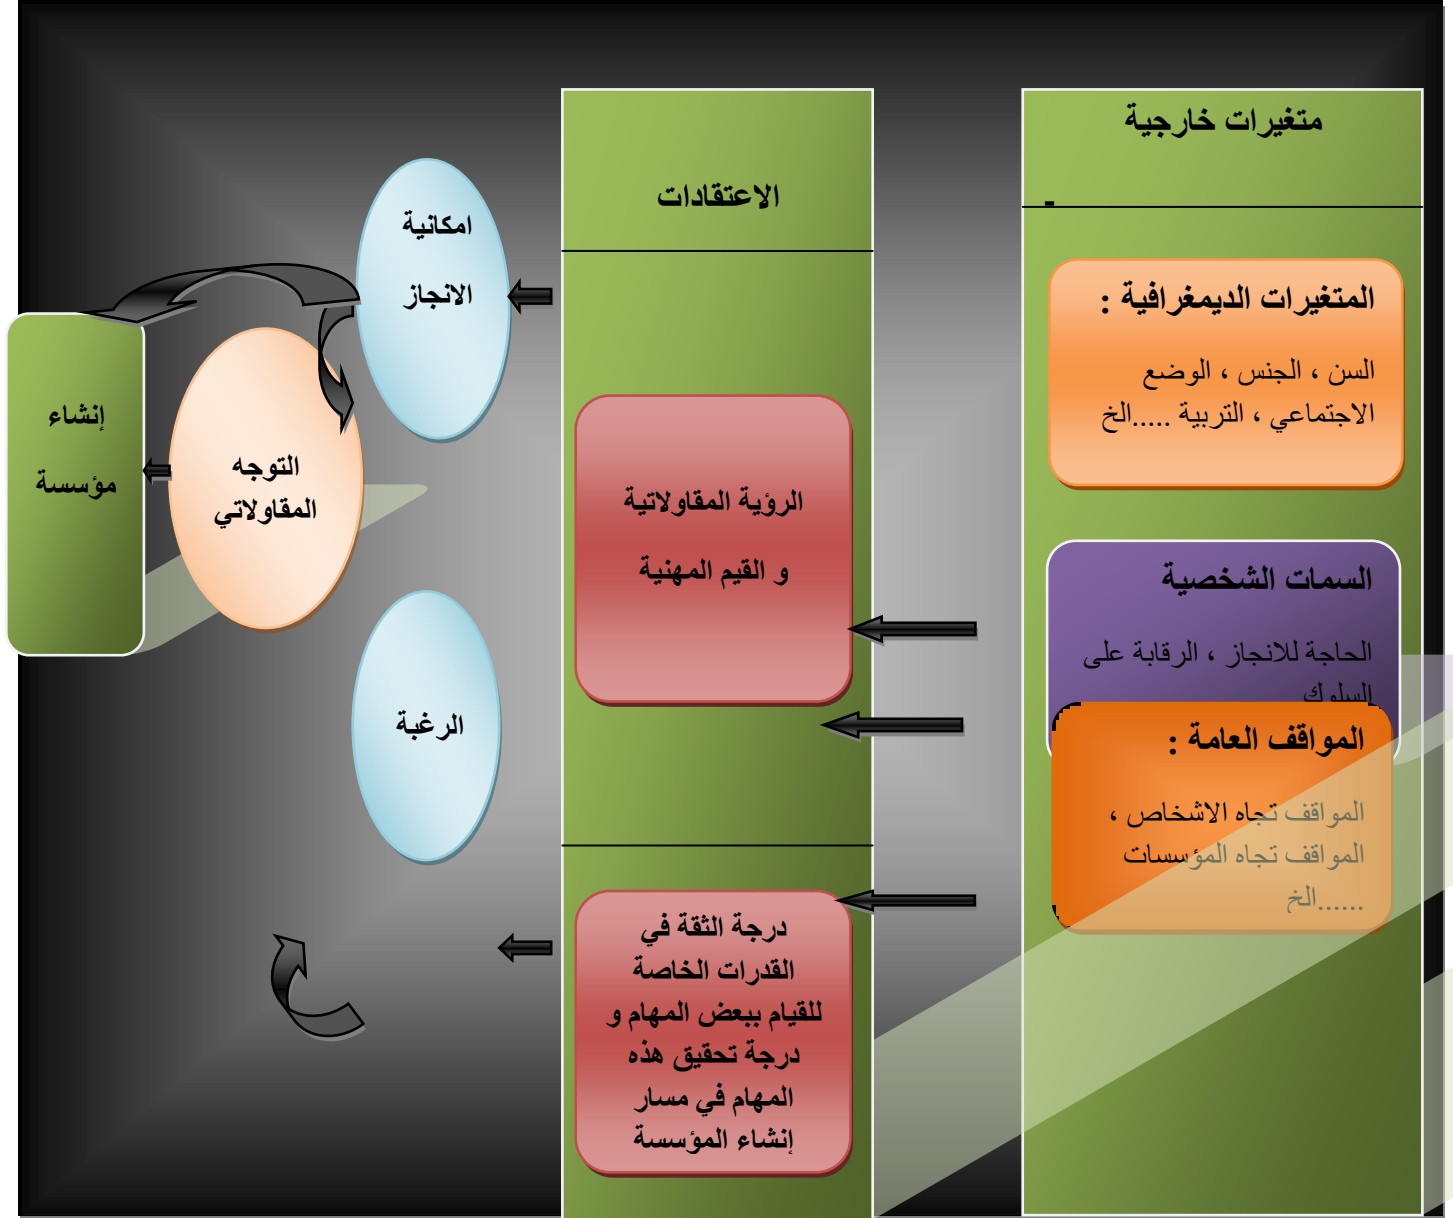 متغيرات خارجية
-
المتغيرات الديمغرافية :
السن ، الجنس ، الوضع
الاجتماعي ، التربية .....الخ
السمات الشخصية
الحاجة للانجاز ، الرقابة على
السلوك
المواقف العامة :
المواقف تجاه الاشخاص ،
المواقف تجاه المؤسسات
......الخ
الاعتقادات
الرؤية المقاولاتية
و القيم المهنية
درجة الثقة في
القدرات الخاصة
للقيام ببعض المهام و
درجة تحقيق هذه
المهام في مسار
إنشاء المؤسسة
امكانية
الانجاز
الرغبة
التوجه
المقاولاتي
إنشاء
مؤسسة